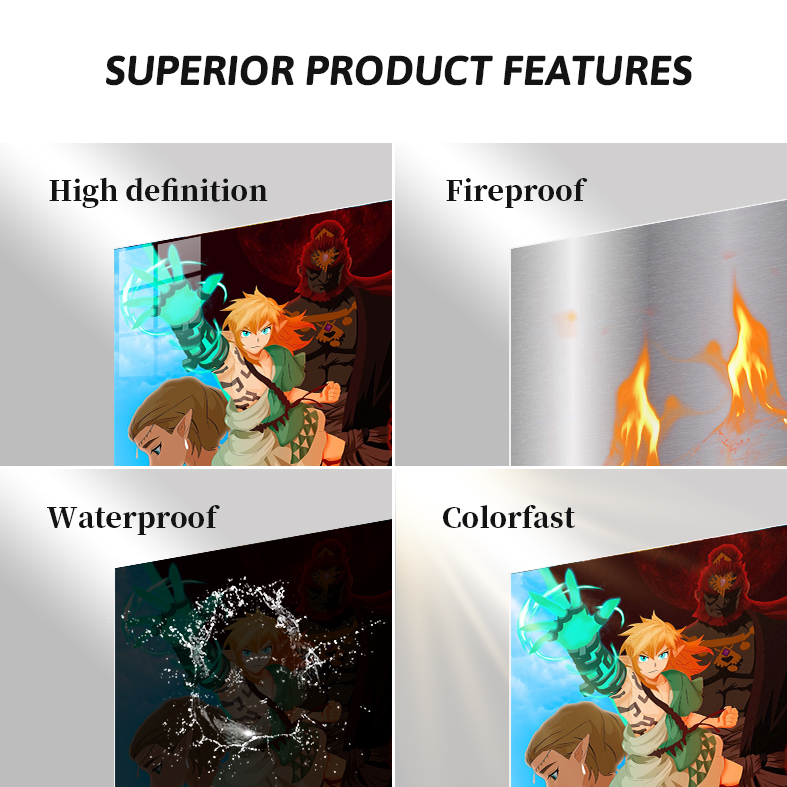 SUPERIOR PRODUCT FEATURES
High definition
Fireproof
Waterproof
Colorfast